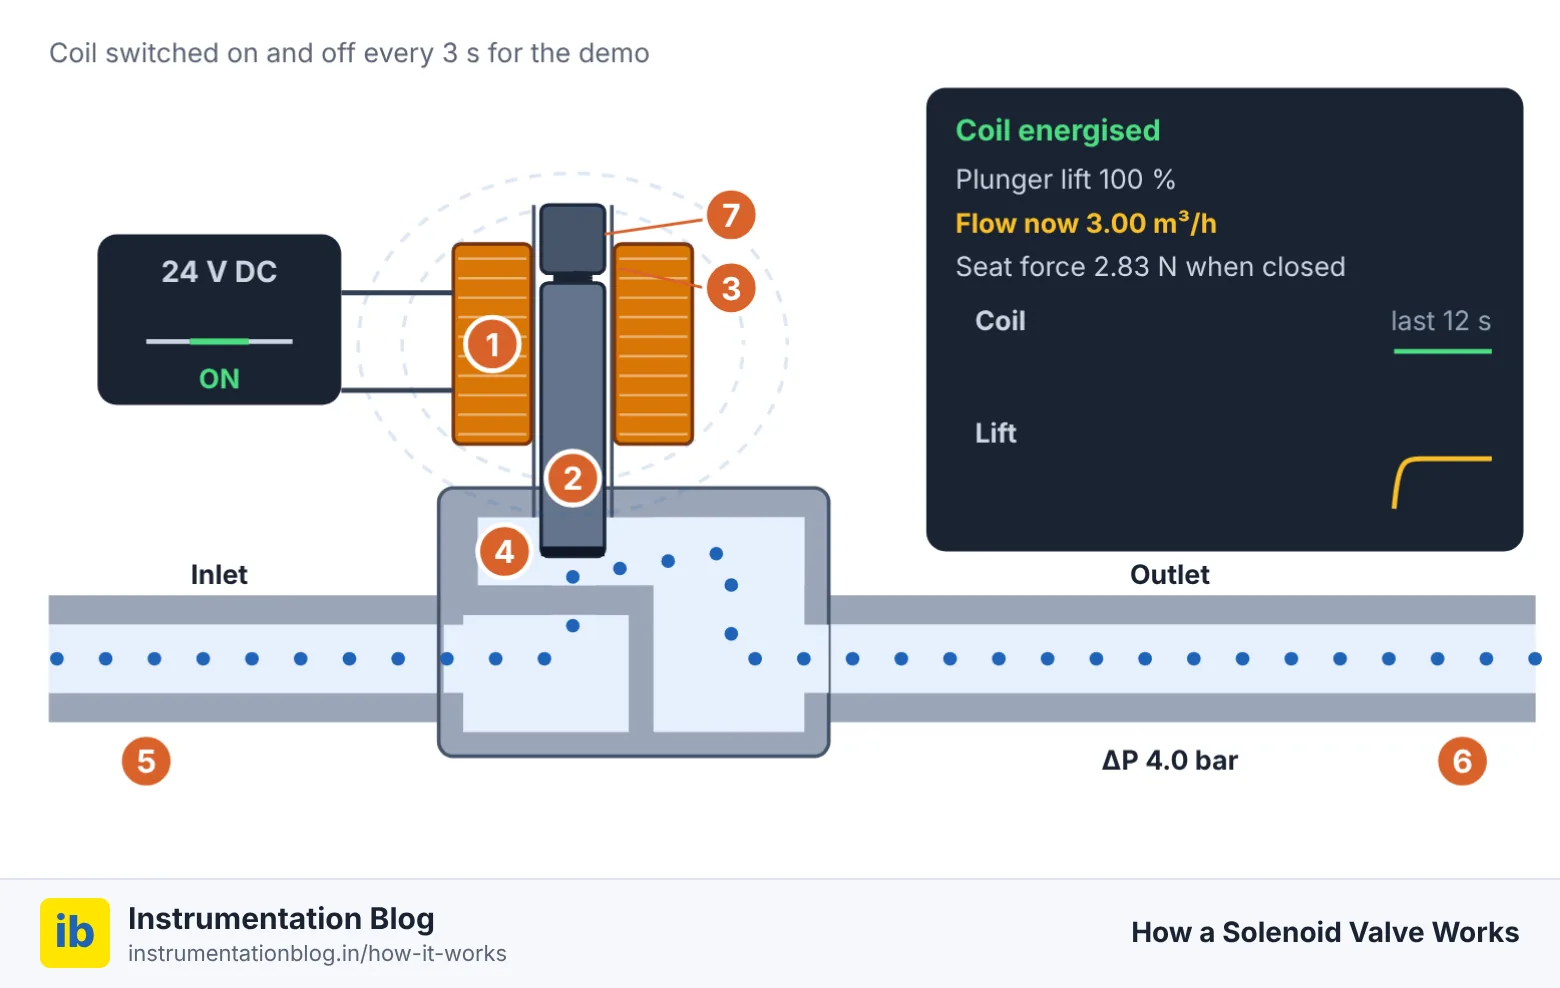 Coil switched on and off every 3 s for the demo
Coil energised
Plunger lift 100 %
Flow now 3.00 m³/h
Seat force 2.83 N when closed
Coil
last 12 s
Lift
24 V DC
ON
7
3
1
2
4
Inlet
Outlet
5
ΔP 4.0 bar
6
ib
Instrumentation Blog
instrumentationblog.in/how-it-works
How a Solenoid Valve Works